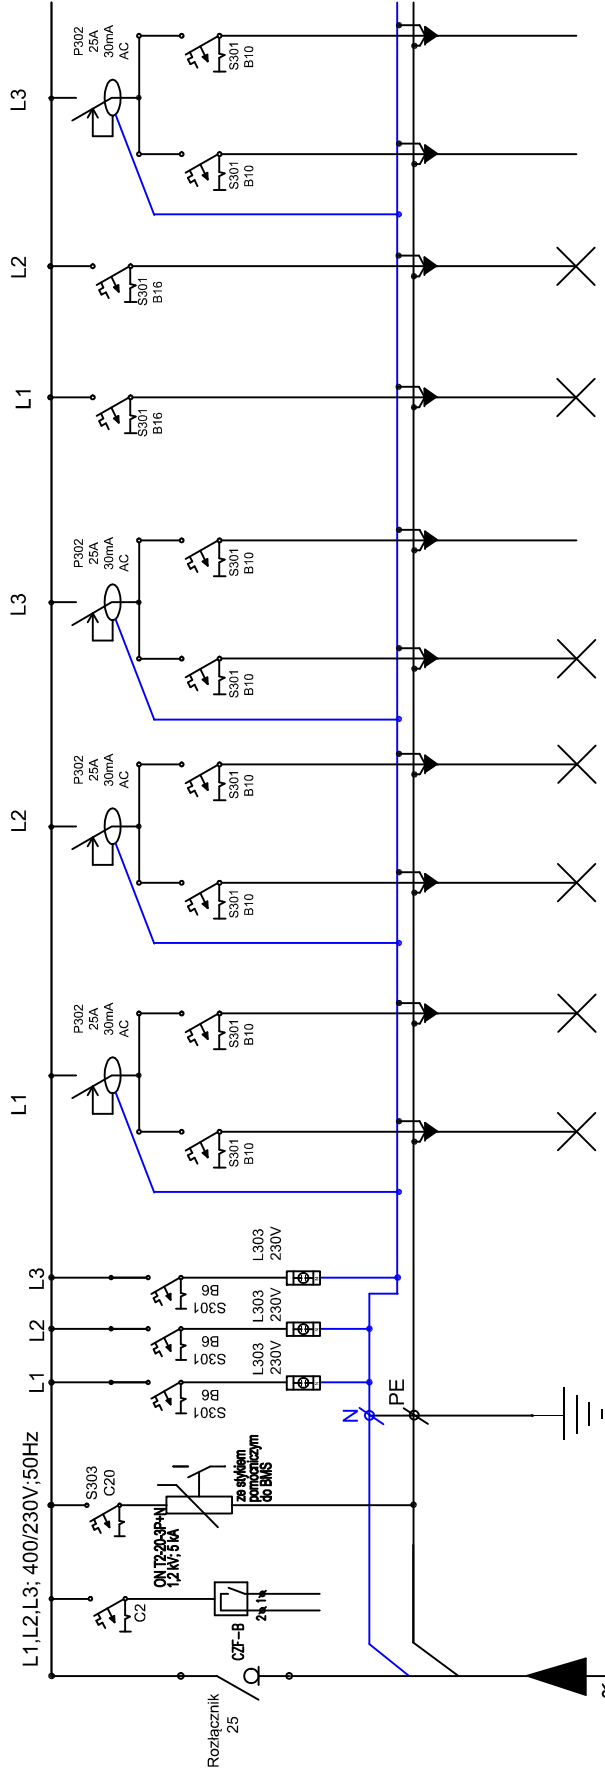 L1,L2,L3; 400/230V;50Hz
Rozłącznik
25
C2
CZF-B
2
1
S303
C20
ON T2-20-3P+N
1,2 kV; 5 kA
ze stykiem
pomocniczym
do BMS
N
PE
L1
S301
B6
L303
230V
L2
S301
B6
L303
230V
L3
S301
B6
L303
230V
L1
P302
25A
30mA
AC
S301
B10
S301
B10
L2
P302
25A
30mA
AC
S301
B10
S301
B10
L3
P302
25A
30mA
AC
S301
B10
S301
B10
L1
S301
B16
L2
S301
B16
L3
P302
25A
30mA
AC
S301
B10
S301
B10